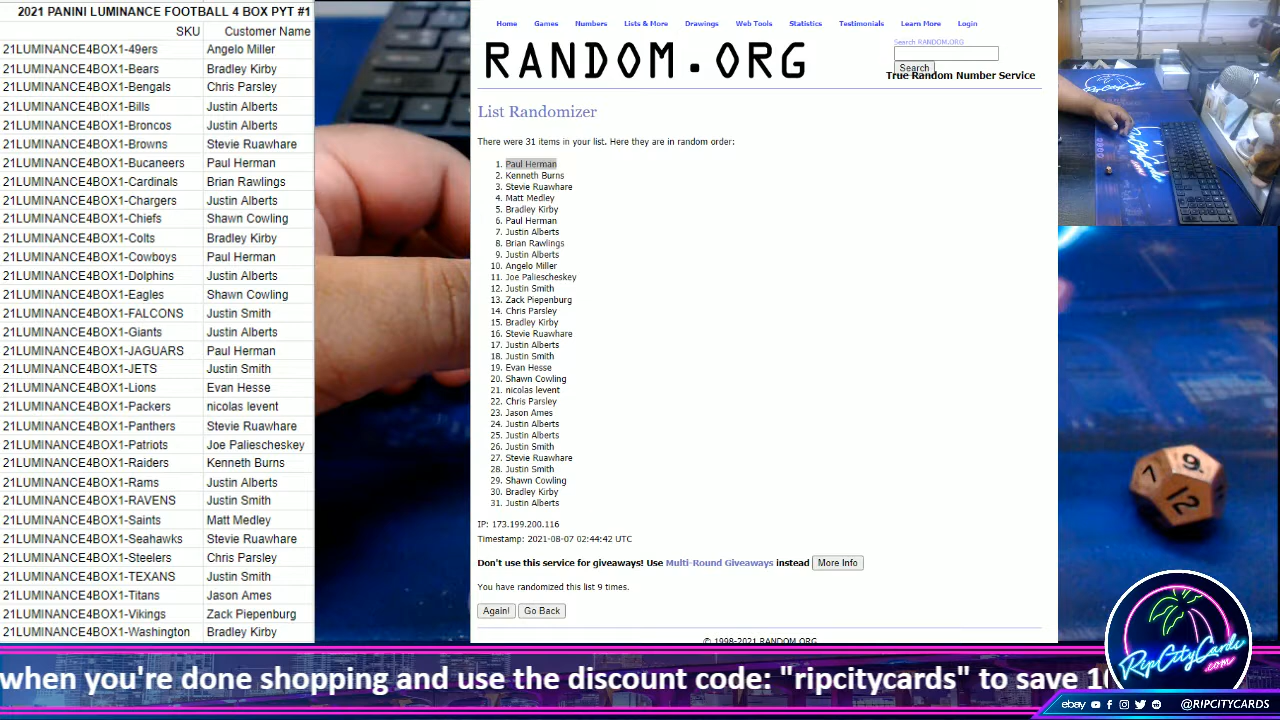 2021 PANINI LUMINANCE FOOTBALL 4 BOX PYT #1
SKU Customer Name
21LUMINANCE4BOX1-49ers Angelo Miller
21LUMINANCE4BOX1-Bears Bradley Kirby
21LUMINANCE4BOX1-Bengals Chris Parsley
21LUMINANCE4BOX1-Bills Justin Alberts
21LUMINANCE4BOX1-Broncos Justin Alberts
21LUMINANCE4BOX1-Browns Stevie Ruawhare
21LUMINANCE4BOX1-Bucaneers Paul Herman
21LUMINANCE4BOX1-Cardinals Brian Rawlings
21LUMINANCE4BOX1-Chargers Justin Alberts
21LUMINANCE4BOX1-Chiefs Shawn Cowling
21LUMINANCE4BOX1-Colts Bradley Kirby
21LUMINANCE4BOX1-Cowboys Paul Herman
21LUMINANCE4BOX1-Dolphins Justin Alberts
21LUMINANCE4BOX1-Eagles Shawn Cowling
21LUMINANCE4BOX1-FALCONS Justin Smith
21LUMINANCE4BOX1-Giants Justin Alberts
21LUMINANCE4BOX1-JAGUARS Paul Herman
21LUMINANCE4BOX1-JETS Justin Smith
21LUMINANCE4BOX1-Lions Evan Hesse
21LUMINANCE4BOX1-Packers nicolas levent
21LUMINANCE4BOX1-Panthers Stevie Ruawhare
21LUMINANCE4BOX1-Patriots Joe Paliescheskey
21LUMINANCE4BOX1-Raiders Kenneth Burns
21LUMINANCE4BOX1-Rams Justin Alberts
21LUMINANCE4BOX1-RAVENS Justin Smith
21LUMINANCE4BOX1-Saints Matt Medley
21LUMINANCE4BOX1-Seahawks Stevie Ruawhare
21LUMINANCE4BOX1-Steelers Chris Parsley
21LUMINANCE4BOX1-TEXANS Justin Smith
21LUMINANCE4BOX1-Titans Jason Ames
21LUMINANCE4BOX1-Vikings Zack Piepenburg
21LUMINANCE4BOX1-Washington Bradley Kirby
Home Games Numbers Lists & More Drawings Web Tools Statistics Testimonials Learn More Login
RANDOM.ORG
Search RANDOM.ORG
Search
True Random Number Service
List Randomizer
There were 31 items in your list. Here they are in random order:
1. Paul Herman
2. Kenneth Burns
3. Stevie Ruawhare
4. Matt Medley
5. Bradley Kirby
6. Paul Herman
7. Justin Alberts
8. Brian Rawlings
9. Justin Alberts
10. Angelo Miller
11. Joe Paliescheskey
12. Justin Smith
13. Zack Piepenburg
14. Chris Parsley
15. Bradley Kirby
16. Stevie Ruawhare
17. Justin Alberts
18. Justin Smith
19. Evan Hesse
20. Shawn Cowling
21. nicolas levent
22. Chris Parsley
23. Jason Ames
24. Justin Alberts
25. Justin Alberts
26. Justin Smith
27. Stevie Ruawhare
28. Justin Smith
29. Shawn Cowling
30. Bradley Kirby
31. Justin Alberts
IP: 173.199.200.116
Timestamp: 2021-08-07 02:44:42 UTC
Don't use this service for giveaways! Use Multi-Round Giveaways instead More Info
You have randomized this list 9 times.
Again! Go Back
© 1998-2021 RANDOM.ORG
7 9. 12
when you're done shopping and use the discount code: "ripcitycards" to save 1
RipCityCards
.com
ebay @RIPCITYCARDS